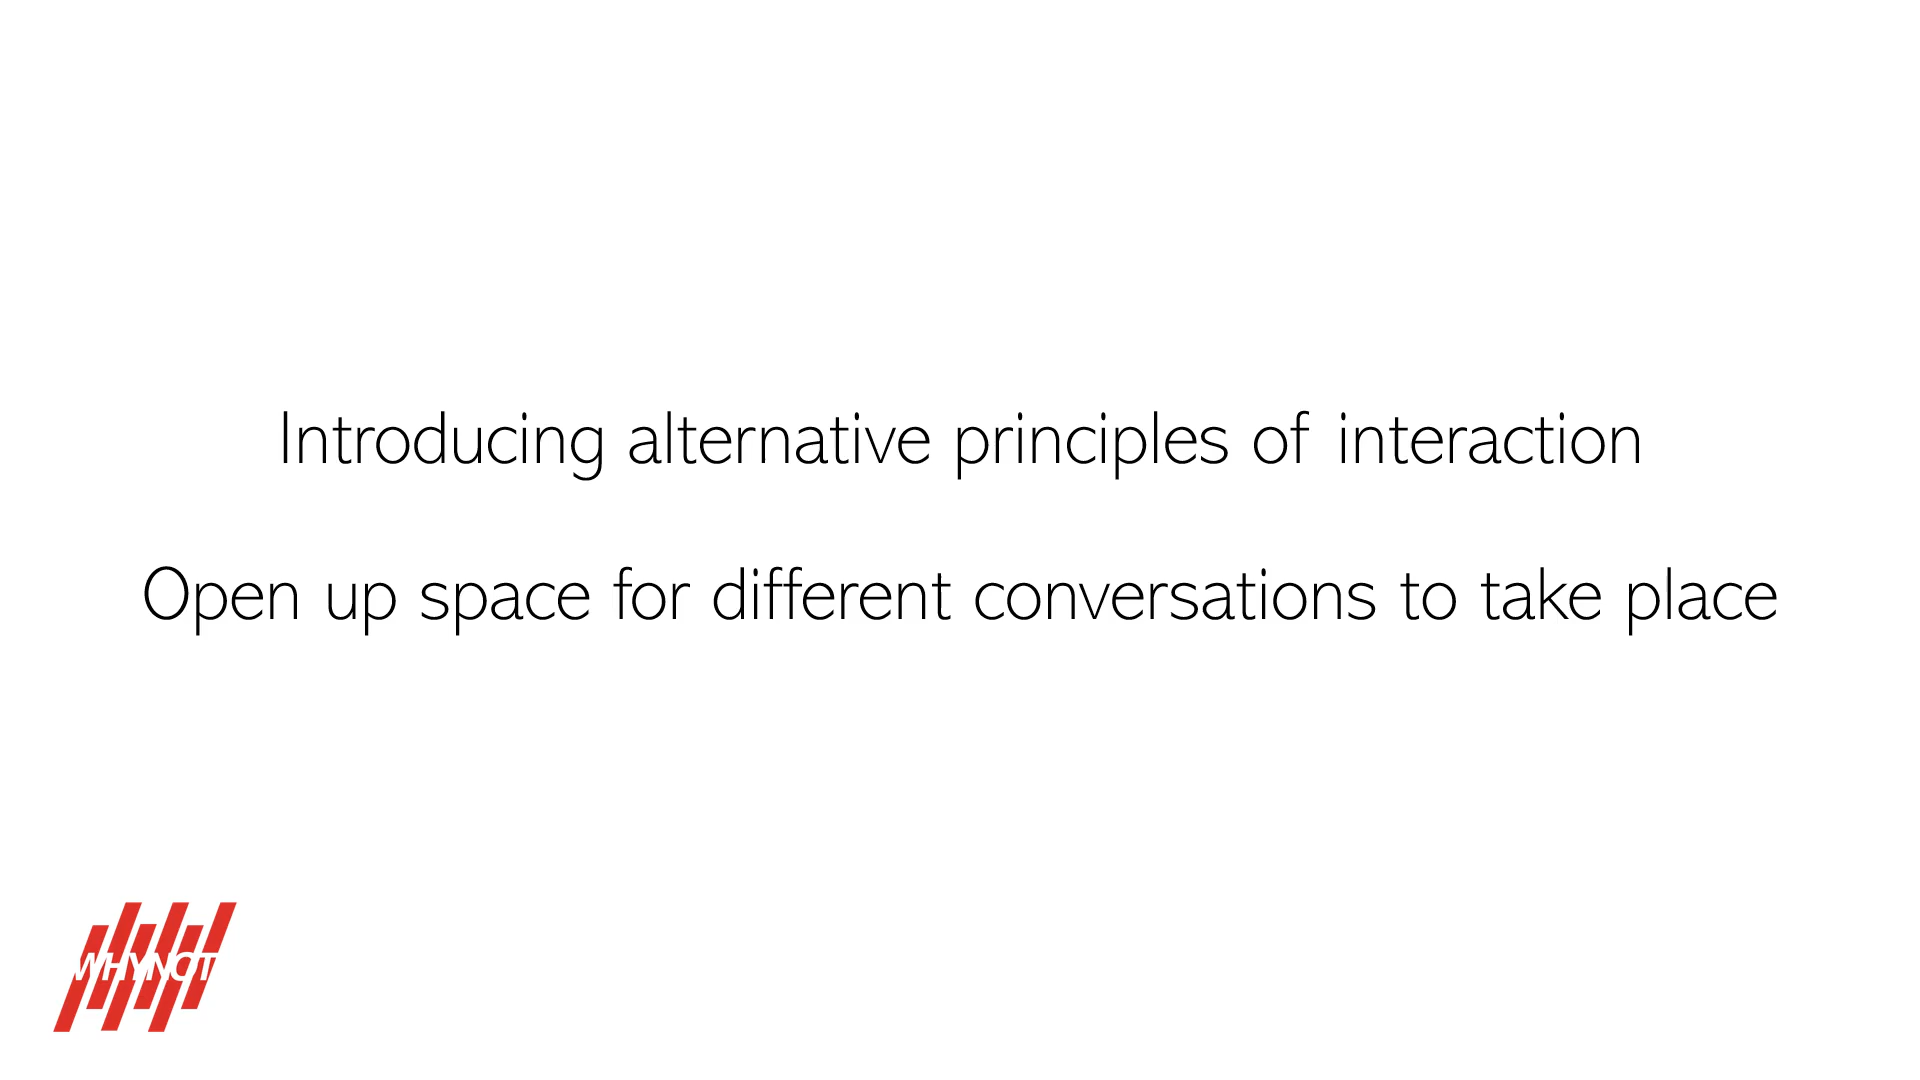 Introducing alternative principles of interaction
Open up space for different conversations to take place
WHYNOT